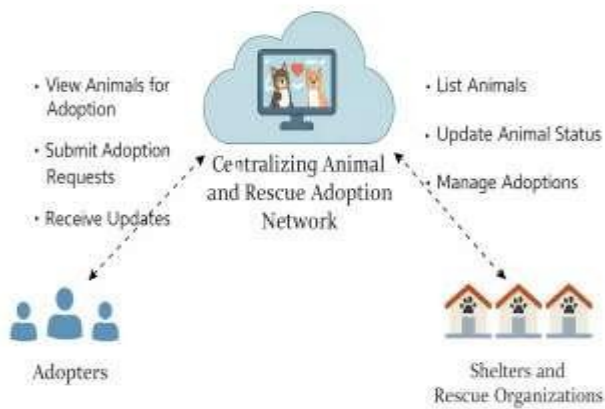 • View Animals for
Adoption
• Submit Adoption
Requests
• Receive Updates
• List Animals
• Update Animal Status
• Manage Adoptions
Centralizing Animal
and Rescue Adoption
Network
Adopters
Shelters and
Rescue Organizations